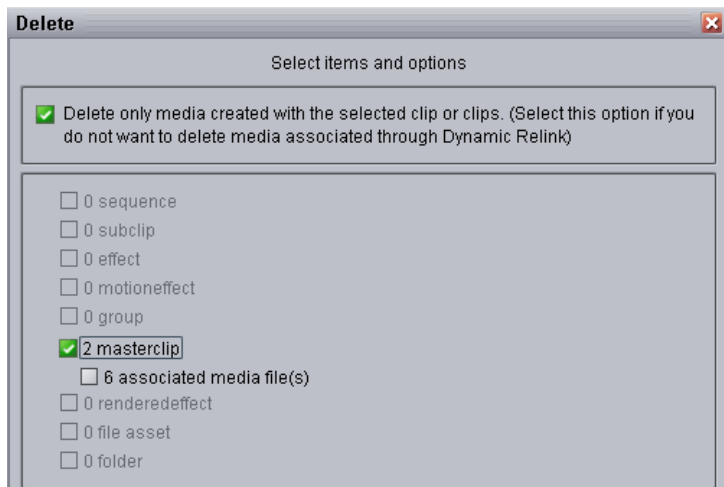 Delete
Select items and options
Delete only media created with the selected clip or clips. (Select this option if you
do not want to delete media associated through Dynamic Relink)
0 sequence
0 subclip
0 effect
0 motioneffect
0 group
2 masterclip
6 associated media file(s)
0 renderedeffect
0 file asset
0 folder